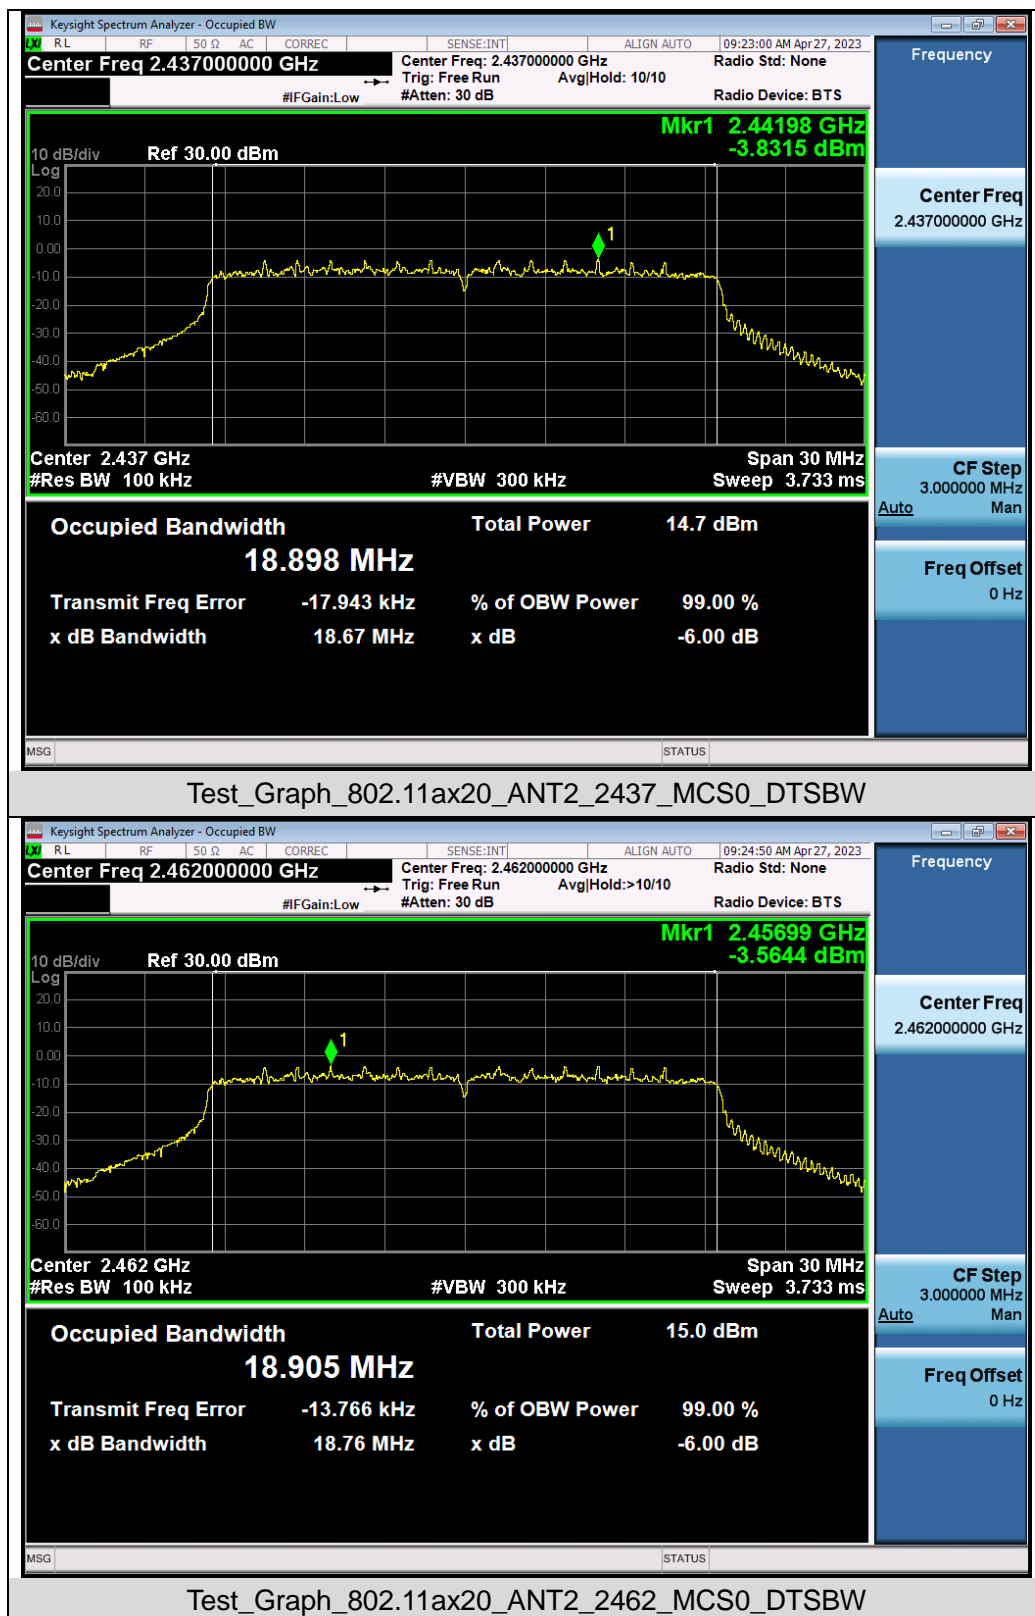 Keysight Spectrum Analyzer - Occupied BW
LXI RL RF 50 Ω AC CORREC SENSE:INT ALIGN AUTO 09:23:00 AM Apr 27, 2023
Center Freq 2.437000000 GHz
Center Freq: 2.437000000 GHz Radio Std: None
Trig: Free Run Avg|Hold: 10/10
#IFGain:Low #Atten: 30 dB Radio Device: BTS
Frequency
Mkr1 2.44198 GHz
-3.8315 dBm
10 dB/div Ref 30.00 dBm
Log
20.0
10.0
0.00
-10.0
-20.0
-30.0
-40.0
-50.0
-60.0
1
Center 2.437 GHz Span 30 MHz
#Res BW 100 kHz #VBW 300 kHz Sweep 3.733 ms
Center Freq
2.437000000 GHz
CF Step
3.000000 MHz
Auto Man
Freq Offset
0 Hz
Occupied Bandwidth Total Power 14.7 dBm
18.898 MHz
Transmit Freq Error -17.943 kHz % of OBW Power 99.00 %
x dB Bandwidth 18.67 MHz x dB -6.00 dB
MSG STATUS
Test_Graph_802.11ax20_ANT2_2437_MCS0_DTSBW
Keysight Spectrum Analyzer - Occupied BW
LXI RL RF 50 Ω AC CORREC SENSE:INT ALIGN AUTO 09:24:50 AM Apr 27, 2023
Center Freq 2.462000000 GHz
Center Freq: 2.462000000 GHz Radio Std: None
Trig: Free Run Avg|Hold:>10/10
#IFGain:Low #Atten: 30 dB Radio Device: BTS
Frequency
Mkr1 2.45699 GHz
-3.5644 dBm
10 dB/div Ref 30.00 dBm
Log
20.0
10.0
0.00
-10.0
-20.0
-30.0
-40.0
-50.0
-60.0
1
Center 2.462 GHz Span 30 MHz
#Res BW 100 kHz #VBW 300 kHz Sweep 3.733 ms
Center Freq
2.462000000 GHz
CF Step
3.000000 MHz
Auto Man
Freq Offset
0 Hz
Occupied Bandwidth Total Power 15.0 dBm
18.905 MHz
Transmit Freq Error -13.766 kHz % of OBW Power 99.00 %
x dB Bandwidth 18.76 MHz x dB -6.00 dB
MSG STATUS
Test_Graph_802.11ax20_ANT2_2462_MCS0_DTSBW